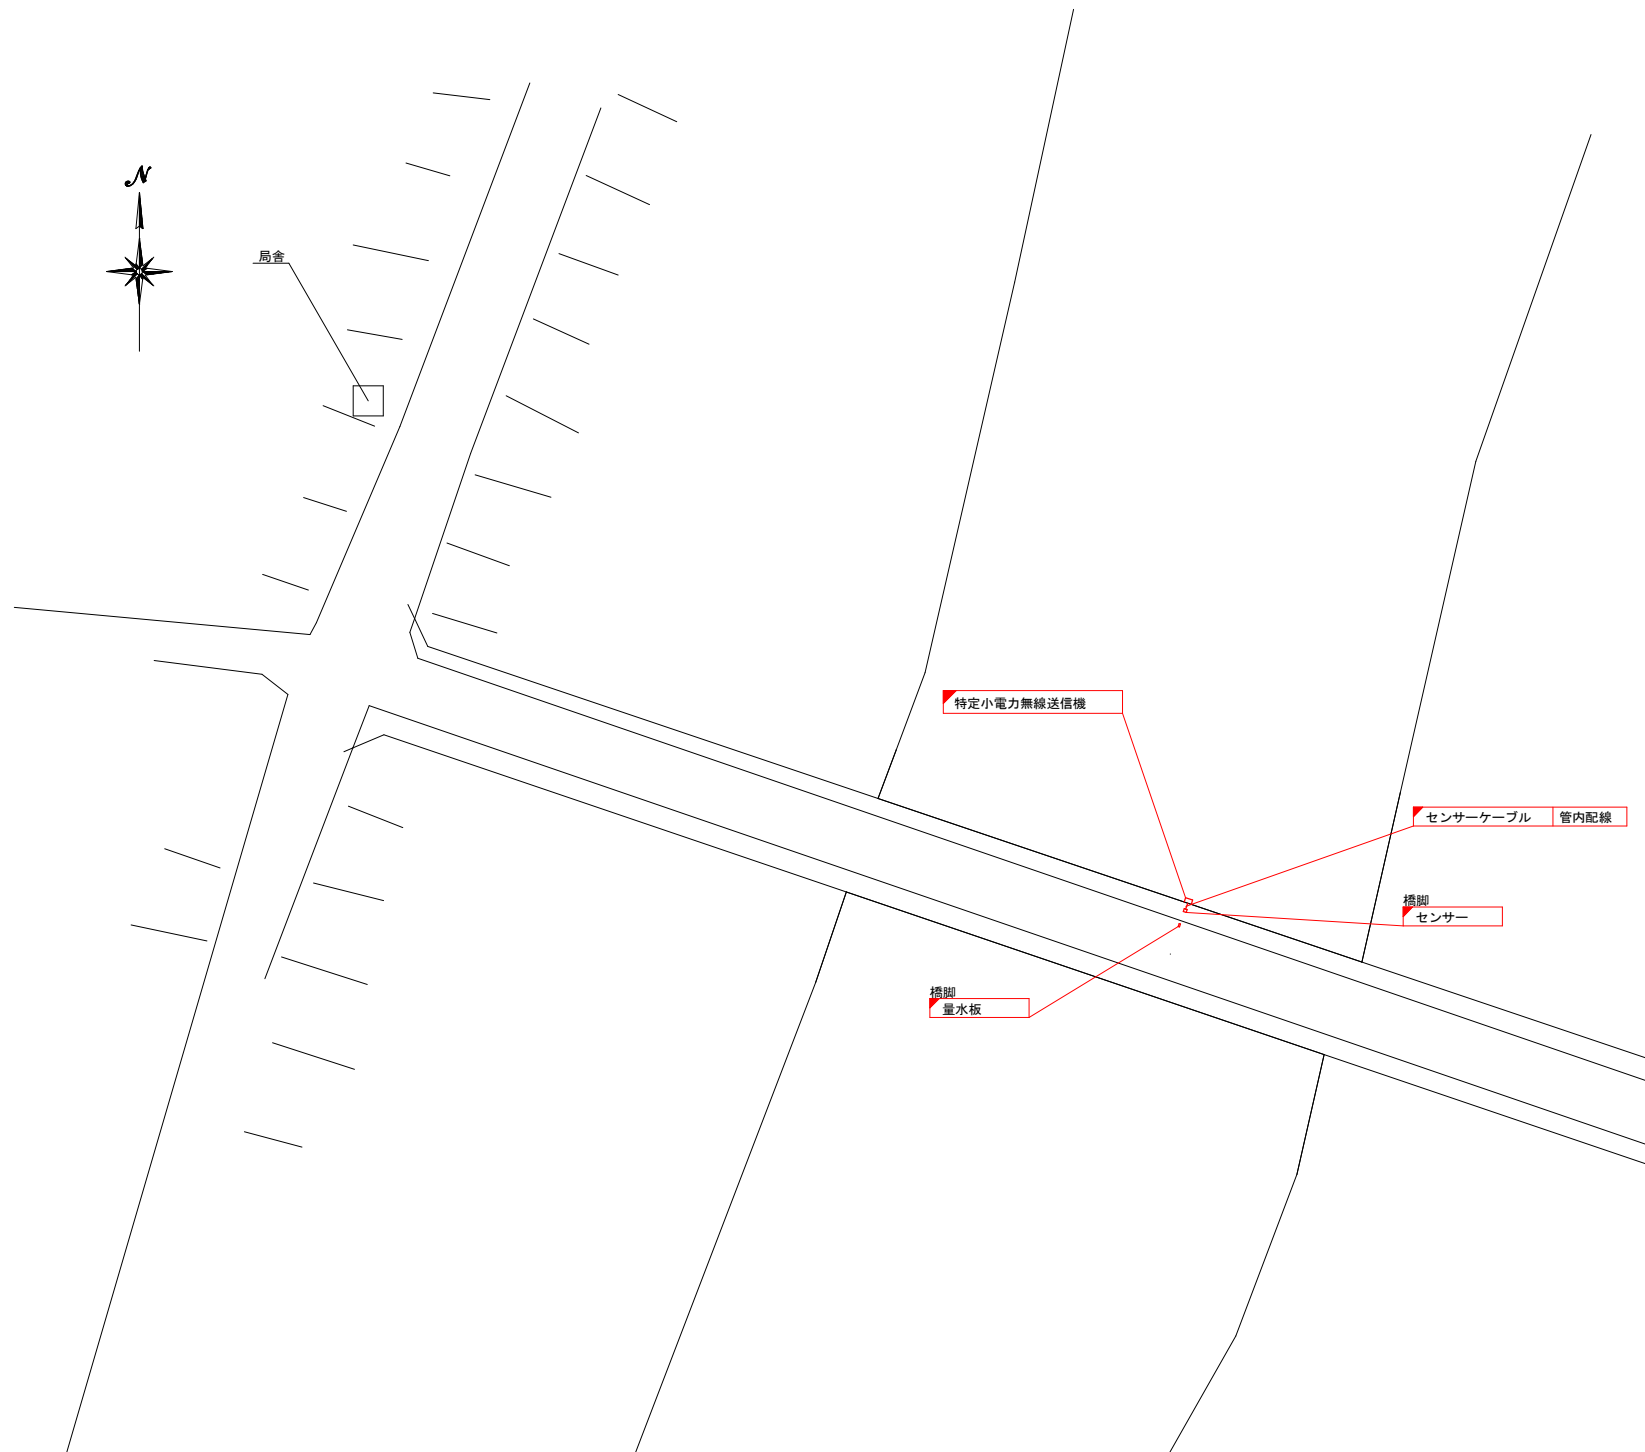 N
局舎
特定小電力無線送信機
センサーケーブル 管内配線
橋脚
センサー
橋脚
量水板